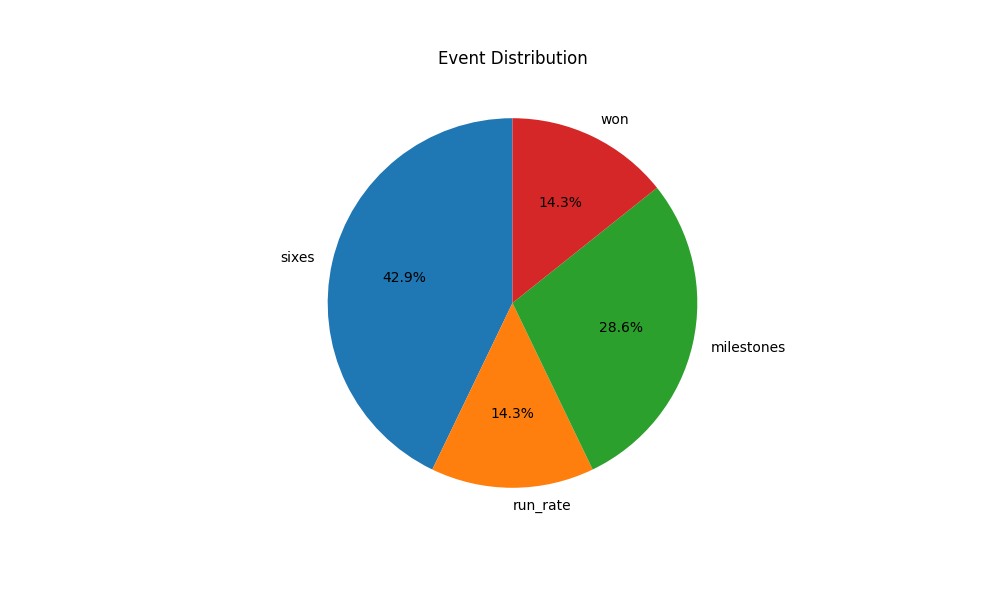 Event Distribution
won
14.3%
sixes
42.9%
28.6%
milestones
14.3%
run_rate